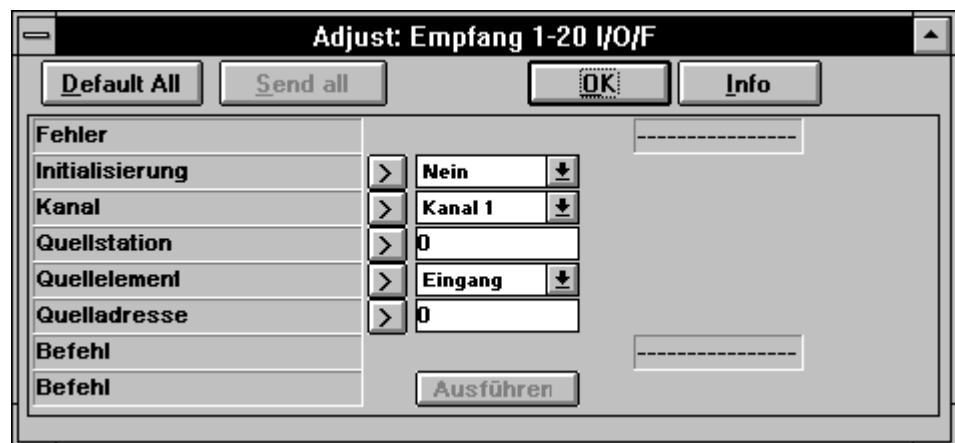 Adjust: Empfang 1-20 I/O/F
Default All Send all OK Info
Fehler ----------------
Initialisierung > Nein
Kanal > Kanal 1
Quellstation > 0
Quellelement > Eingang
Quelladresse > 0
Befehl ----------------
Befehl Ausführen